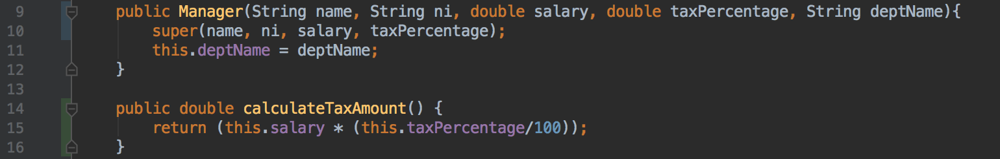 9 public Manager(String name, String ni, double salary, double taxPercentage, String deptName){
10 super(name, ni, salary, taxPercentage);
11 this.deptName = deptName;
12 }
13
14 public double calculateTaxAmount() {
15 return (this.salary * (this.taxPercentage/100));
16 }